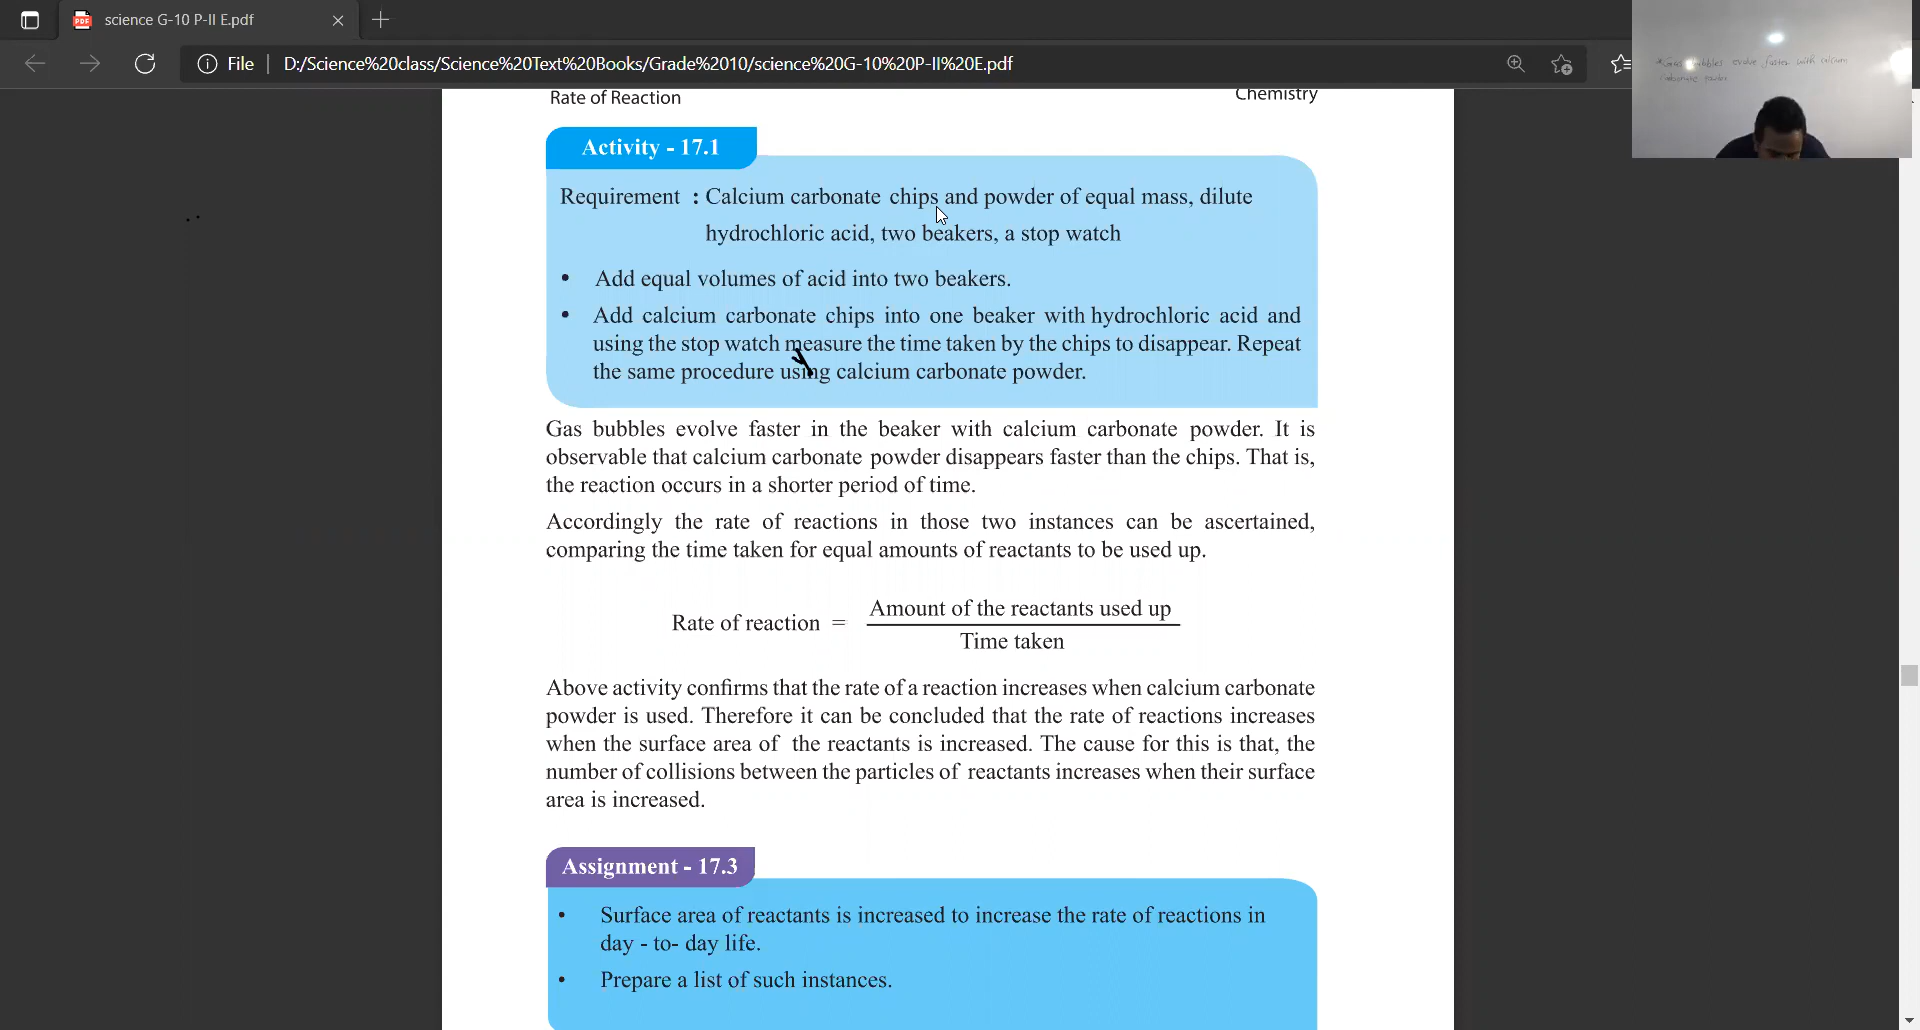 science G-10 P-II E.pdf
File
D:/Science%20class/Science%20Text%20Books/Grade%2010/science%20G-10%20P-II%20E.pdf
Rate of Reaction
Chemistry
*Gas bubbles evolve faster with calcium
carbonate powder
Activity - 17.1
Requirement : Calcium carbonate chips and powder of equal mass, dilute
hydrochloric acid, two beakers, a stop watch
• Add equal volumes of acid into two beakers.
• Add calcium carbonate chips into one beaker with hydrochloric acid and
using the stop watch measure the time taken by the chips to disappear. Repeat
the same procedure using calcium carbonate powder.
Gas bubbles evolve faster in the beaker with calcium carbonate powder. It is
observable that calcium carbonate powder disappears faster than the chips. That is,
the reaction occurs in a shorter period of time.
Accordingly the rate of reactions in those two instances can be ascertained,
comparing the time taken for equal amounts of reactants to be used up.
Rate of reaction = Amount of the reactants used up
Time taken
Above activity confirms that the rate of a reaction increases when calcium carbonate
powder is used. Therefore it can be concluded that the rate of reactions increases
when the surface area of the reactants is increased. The cause for this is that, the
number of collisions between the particles of reactants increases when their surface
area is increased.
Assignment - 17.3
• Surface area of reactants is increased to increase the rate of reactions in
day - to- day life.
• Prepare a list of such instances.